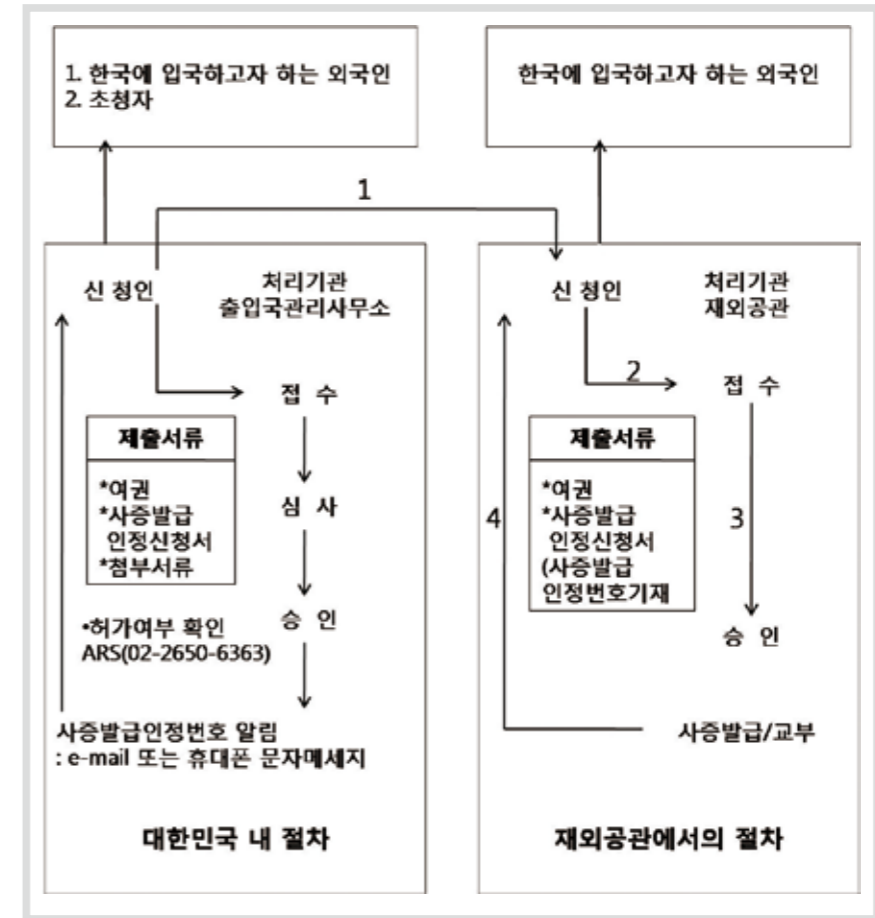 1. 한국에 입국하고자 하는 외국인
2. 초청자
한국에 입국하고자 하는 외국인
1
신 청인
처리기관
출입국관리사무소
접 수
제출서류
*여권
*사증발급
인정신청서
*첨부서류
심 사
승 인
•허가여부 확인
ARS(02-2650-6363)
사증발급인정번호 알림
: e-mail 또는 휴대폰 문자메세지
대한민국 내 절차
신 청인
처리기관
재외공관
2
접 수
제출서류
*여권
*사증발급
인정신청서
(사증발급
인정번호기재
4
3
승 인
사증발급/교부
재외공관에서의 절차